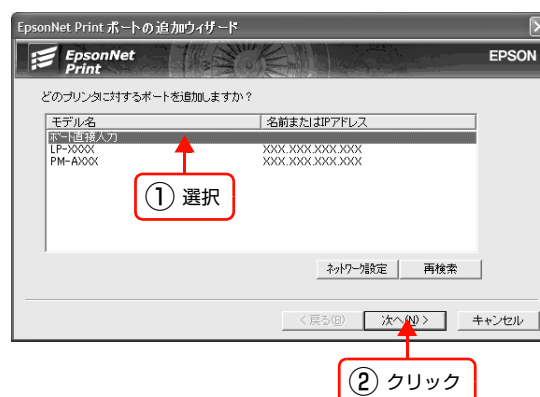 EpsonNet Print ポートの追加ウィザード
EpsonNet
Print
EPSON
どのプリンタに対するポートを追加しますか？
モデル名 名前またはIPアドレス
ポート直接入力
LP-XXXX XXX.XXX.XXX.XXX
PM-AXXX XXX.XXX.XXX.XXX
① 選択
ネットワーク設定 再検索
< 戻る(B) 次へ(N) > キャンセル
② クリック